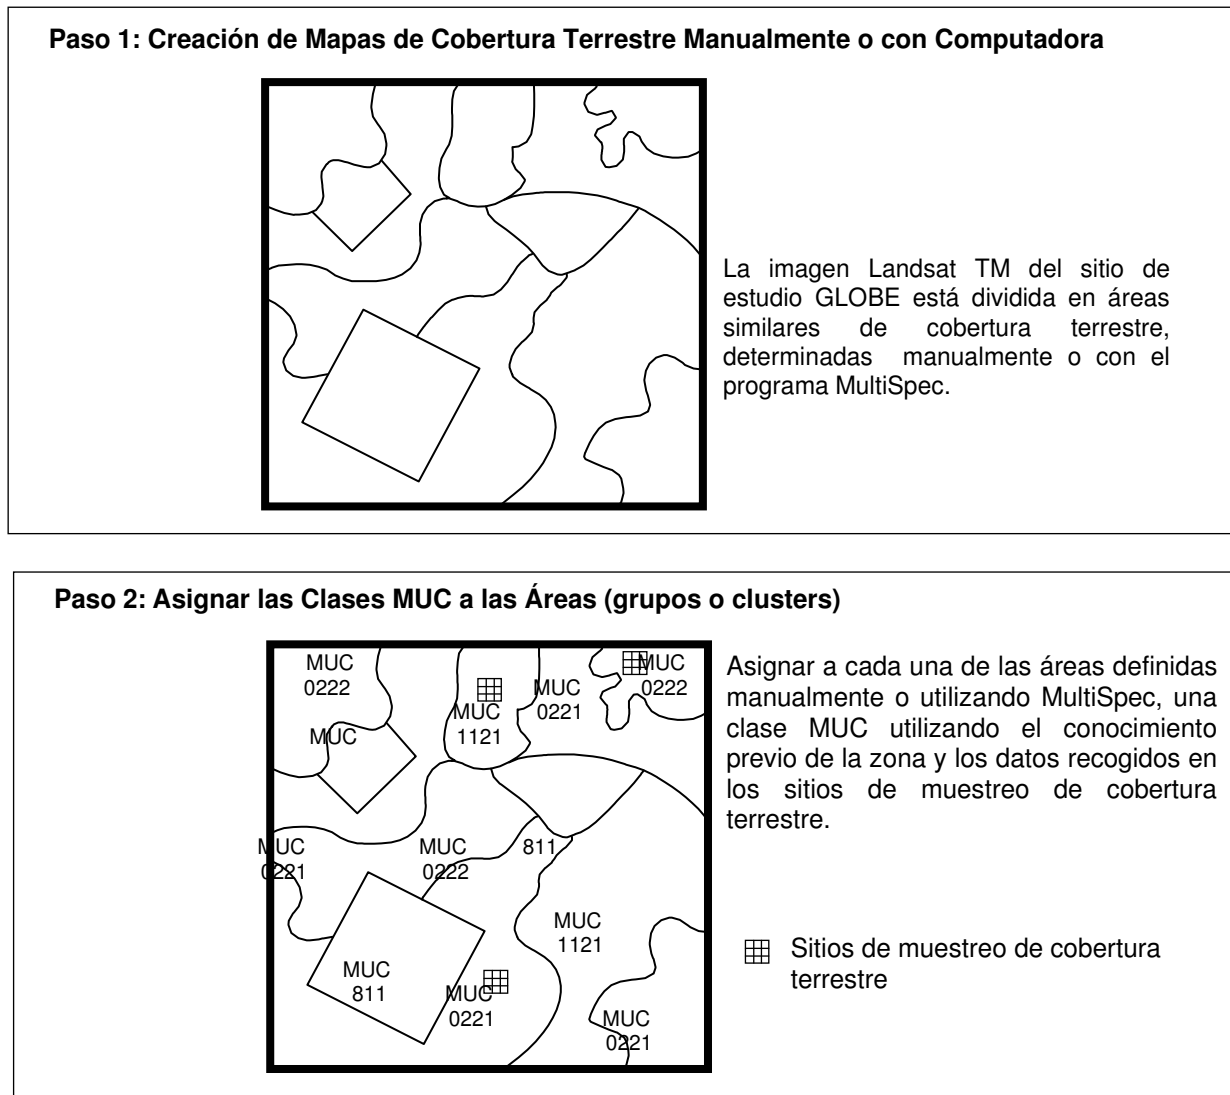 Paso 1: Creación de Mapas de Cobertura Terrestre Manualmente o con Computadora
La imagen Landsat TM del sitio de
estudio GLOBE está dividida en áreas
similares de cobertura terrestre,
determinadas manualmente o con el
programa MultiSpec.
Paso 2: Asignar las Clases MUC a las Áreas (grupos o clusters)
MUC
0222
MUC
MUC
1121
MUC
0221
MUC
0222
MUC
0221
MUC
0222
811
MUC
1121
MUC
811
MUC
0221
MUC
0221
Asignar a cada una de las áreas definidas
manualmente o utilizando MultiSpec, una
clase MUC utilizando el conocimiento
previo de la zona y los datos recogidos en
los sitios de muestreo de cobertura
terrestre.
Sitios de muestreo de cobertura
terrestre